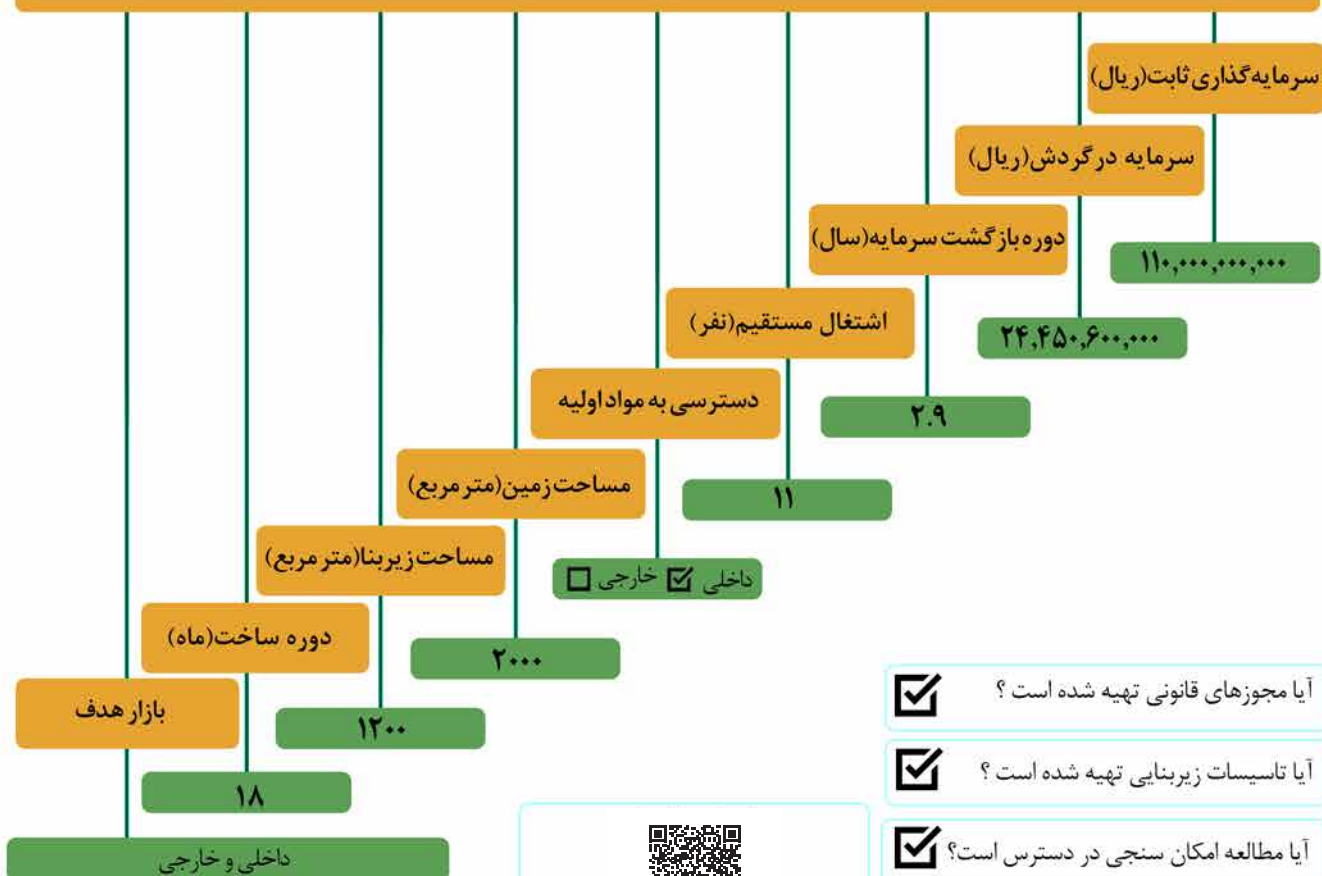 سرمایه‌گذاری ثابت(ریال)
۱۱۰,۰۰۰,۰۰۰,۰۰۰
سرمایه در گردش(ریال)
۲۴,۴۵۰,۶۰۰,۰۰۰
دوره بازگشت سرمایه(سال)
۲.۹
اشتغال مستقیم(نفر)
۱۱
دسترسی به مواد اولیه
داخلی ☑ خارجی ☐
مساحت زمین(متر مربع)
۲۰۰۰
مساحت زیربنا(متر مربع)
۱۲۰۰
دوره ساخت(ماه)
۱۸
بازار هدف
داخلی و خارجی
آیا مجوزهای قانونی تهیه شده است ؟ ☑
آیا تاسیسات زیربنایی تهیه شده است ؟ ☑
آیا مطالعه امکان سنجی در دسترس است؟ ☑